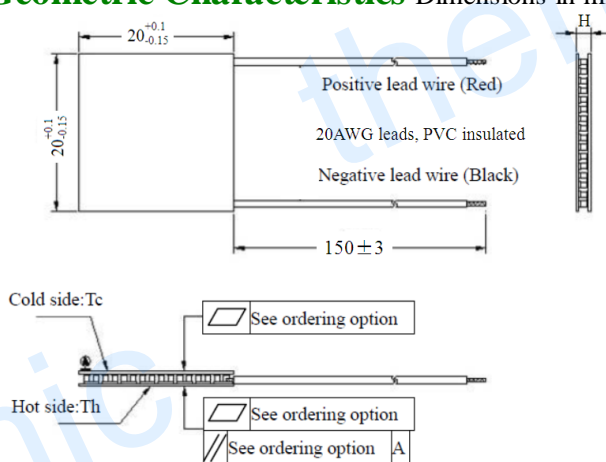 Geometric Characteristics Dimensions in m
20 +0.1 -0.15
H
Positive lead wire (Red)
20 +0.1 -0.15
20AWG leads, PVC insulated
Negative lead wire (Black)
150±3
Cold side:Tc
See ordering option
A
Hot side:Th
See ordering option
// See ordering option A